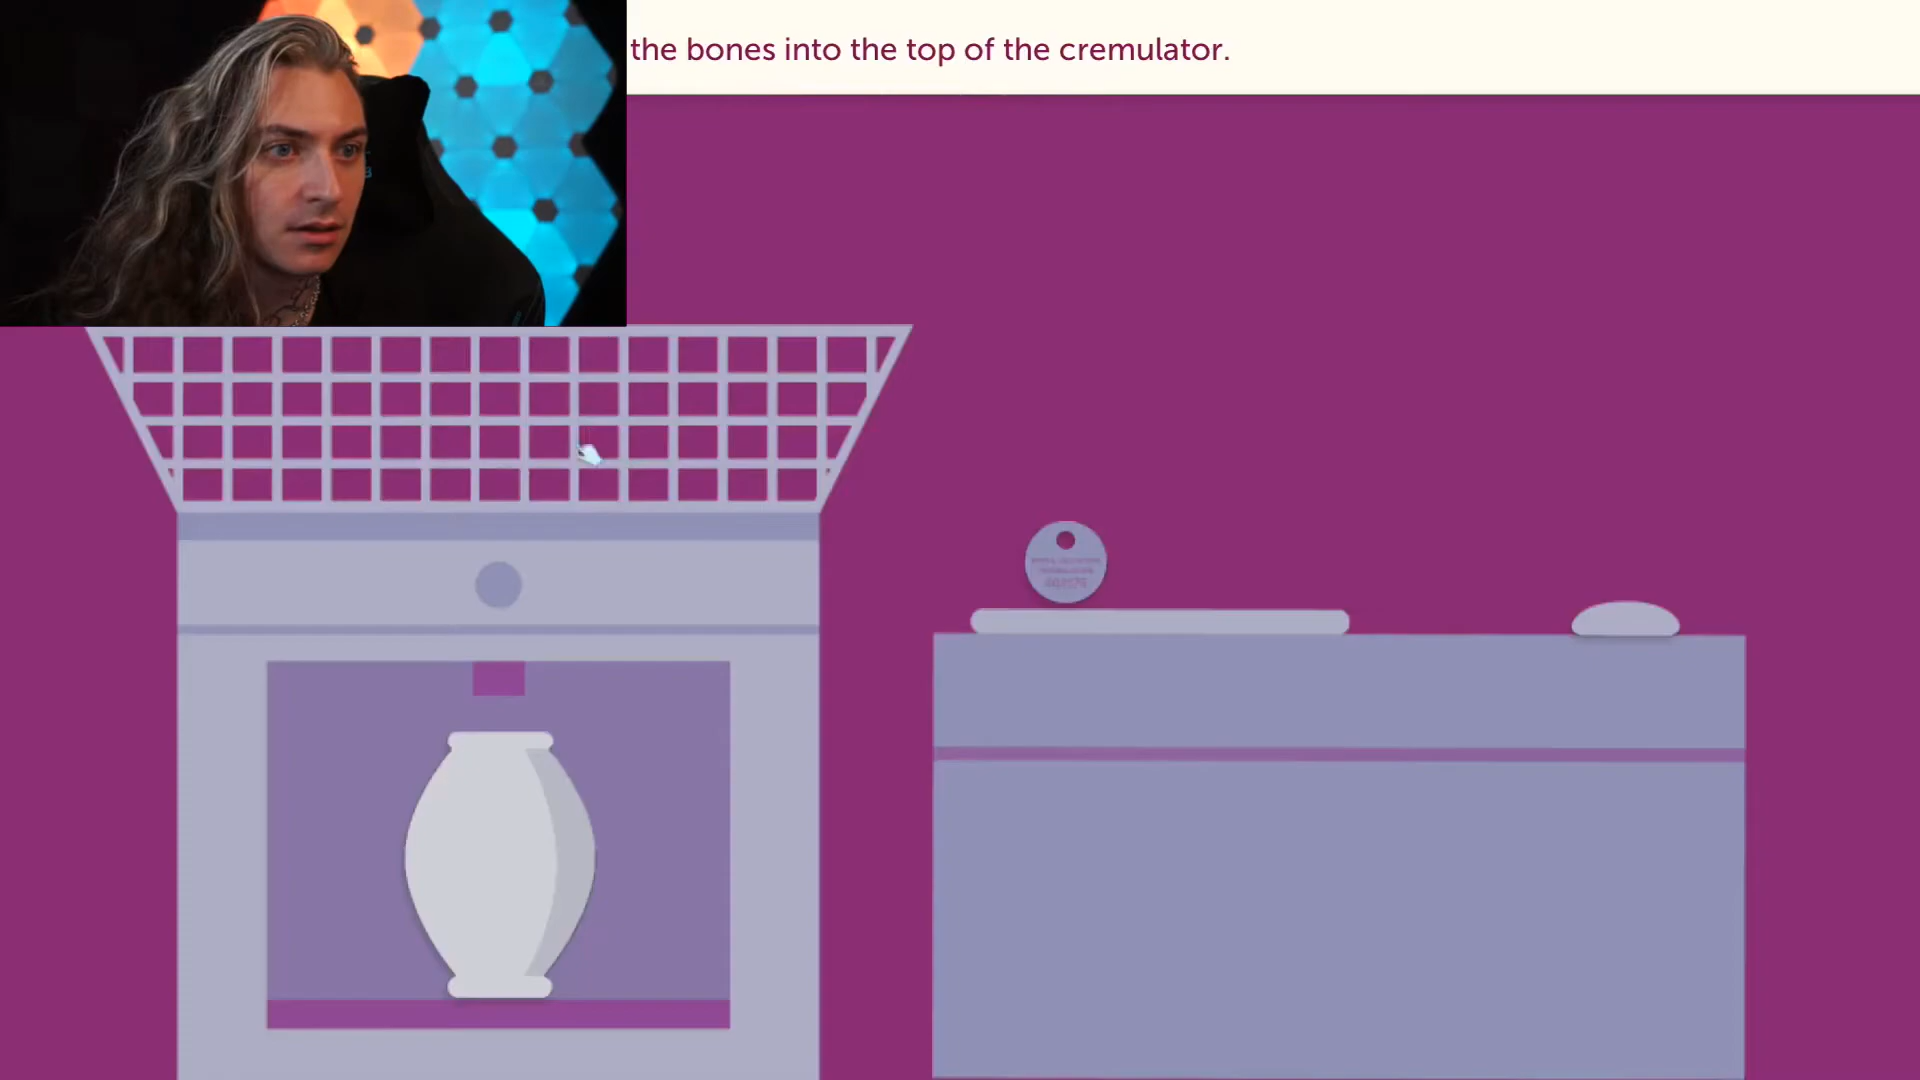 the bones into the top of the cremulator.